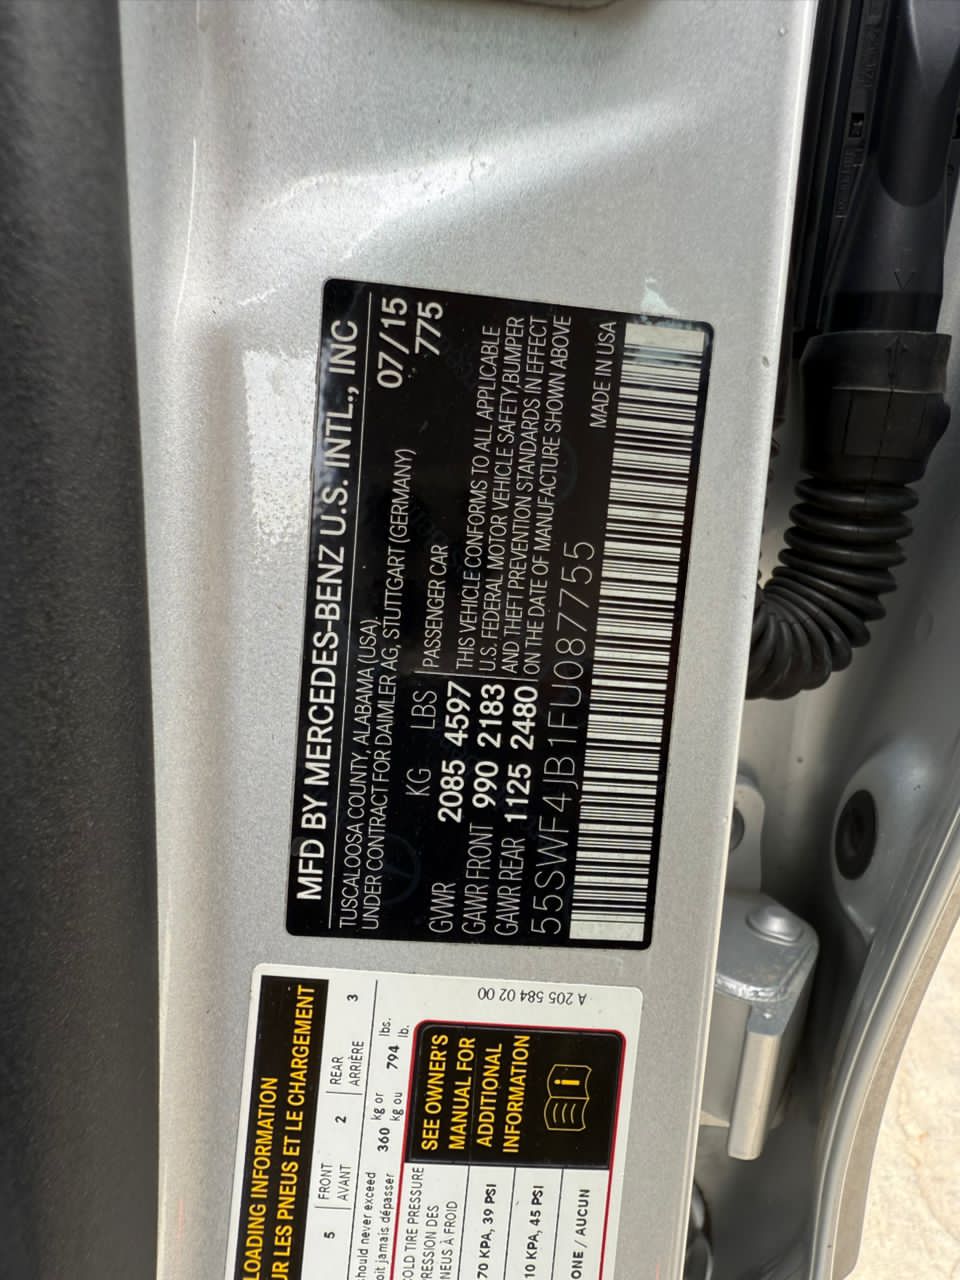 MFD BY MERCEDES-BENZ U.S. INTL., INC
TUSCALOOSA COUNTY, ALABAMA (USA)
UNDER CONTRACT FOR DAIMLER AG, STUTTGART (GERMANY)
07/15
775
KG LBS
GVWR 2085 4597
GAWR FRONT 990 2183
GAWR REAR 1125 2480
PASSENGER CAR
THIS VEHICLE CONFORMS TO ALL APPLICABLE
U.S. FEDERAL MOTOR VEHICLE SAFETY, BUMPER
AND THEFT PREVENTION STANDARDS IN EFFECT
ON THE DATE OF MANUFACTURE SHOWN ABOVE
55SWF4JB1FU087755
MADE IN USA
LOADING INFORMATION
UR LES PNEUS ET LE CHARGEMENT
5 FRONT 2 REAR 3
AVANT ARRIÈRE
should never exceed 360 kg or 794 lbs.
oit jamais dépasser kg ou lb.
OLD TIRE PRESSURE
RESSION DES
NEUS À FROID
70 KPA, 39 PSI
10 KPA, 45 PSI
ONE / AUCUN
SEE OWNER'S
MANUAL FOR
ADDITIONAL
INFORMATION
i
A 205 584 02 00